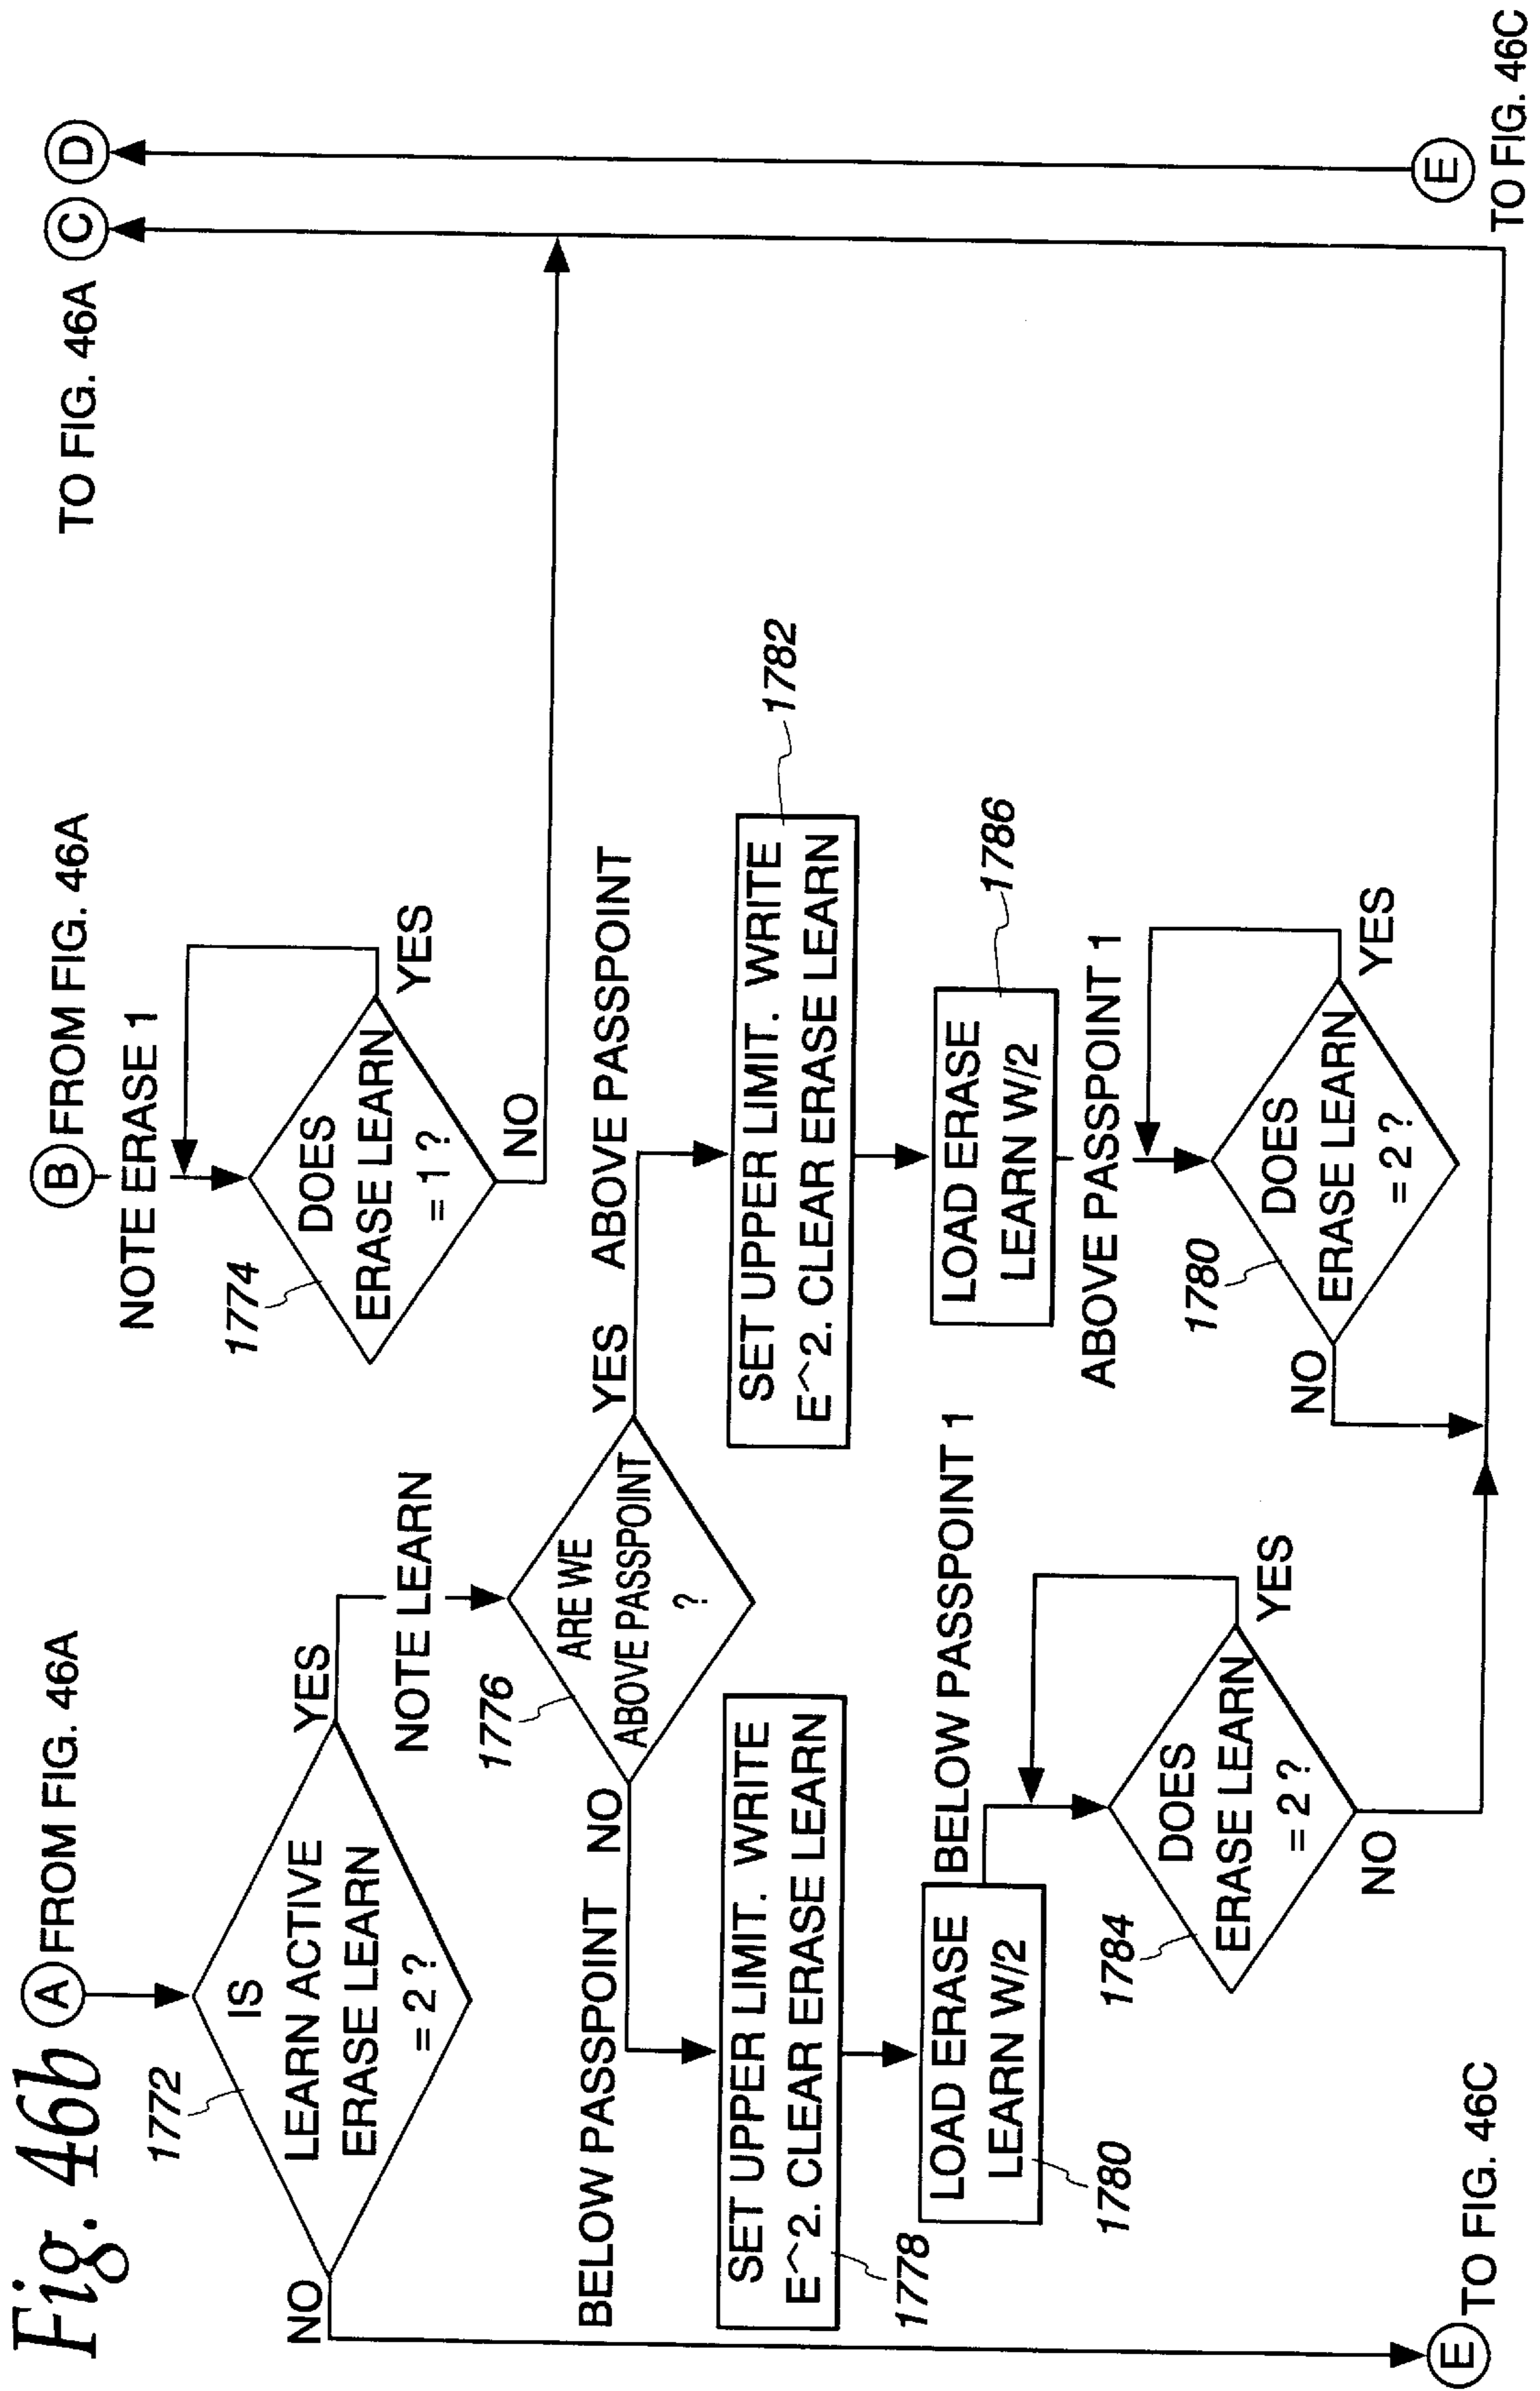 Fig. 46b
A FROM FIG. 46A
B FROM FIG. 46A
TO FIG. 46A C D
1772
IS
LEARN ACTIVE
ERASE LEARN
= 2 ?
NO
YES
NOTE LEARN
NOTE ERASE 1
1774
DOES
ERASE LEARN
= 1 ?
YES
NO
1776
ARE WE
ABOVE PASSPOINT
?
BELOW PASSPOINT NO
YES ABOVE PASSPOINT
SET UPPER LIMIT. WRITE
E^2. CLEAR ERASE LEARN
1778
SET UPPER LIMIT. WRITE
E^2. CLEAR ERASE LEARN
1782
LOAD ERASE
LEARN W/2
1780
BELOW PASSPOINT 1
LOAD ERASE
LEARN W/2
1786
ABOVE PASSPOINT 1
1784
DOES
ERASE LEARN
= 2 ?
YES
NO
1780
DOES
ERASE LEARN
= 2 ?
YES
NO
E TO FIG. 46C
E
TO FIG. 46C